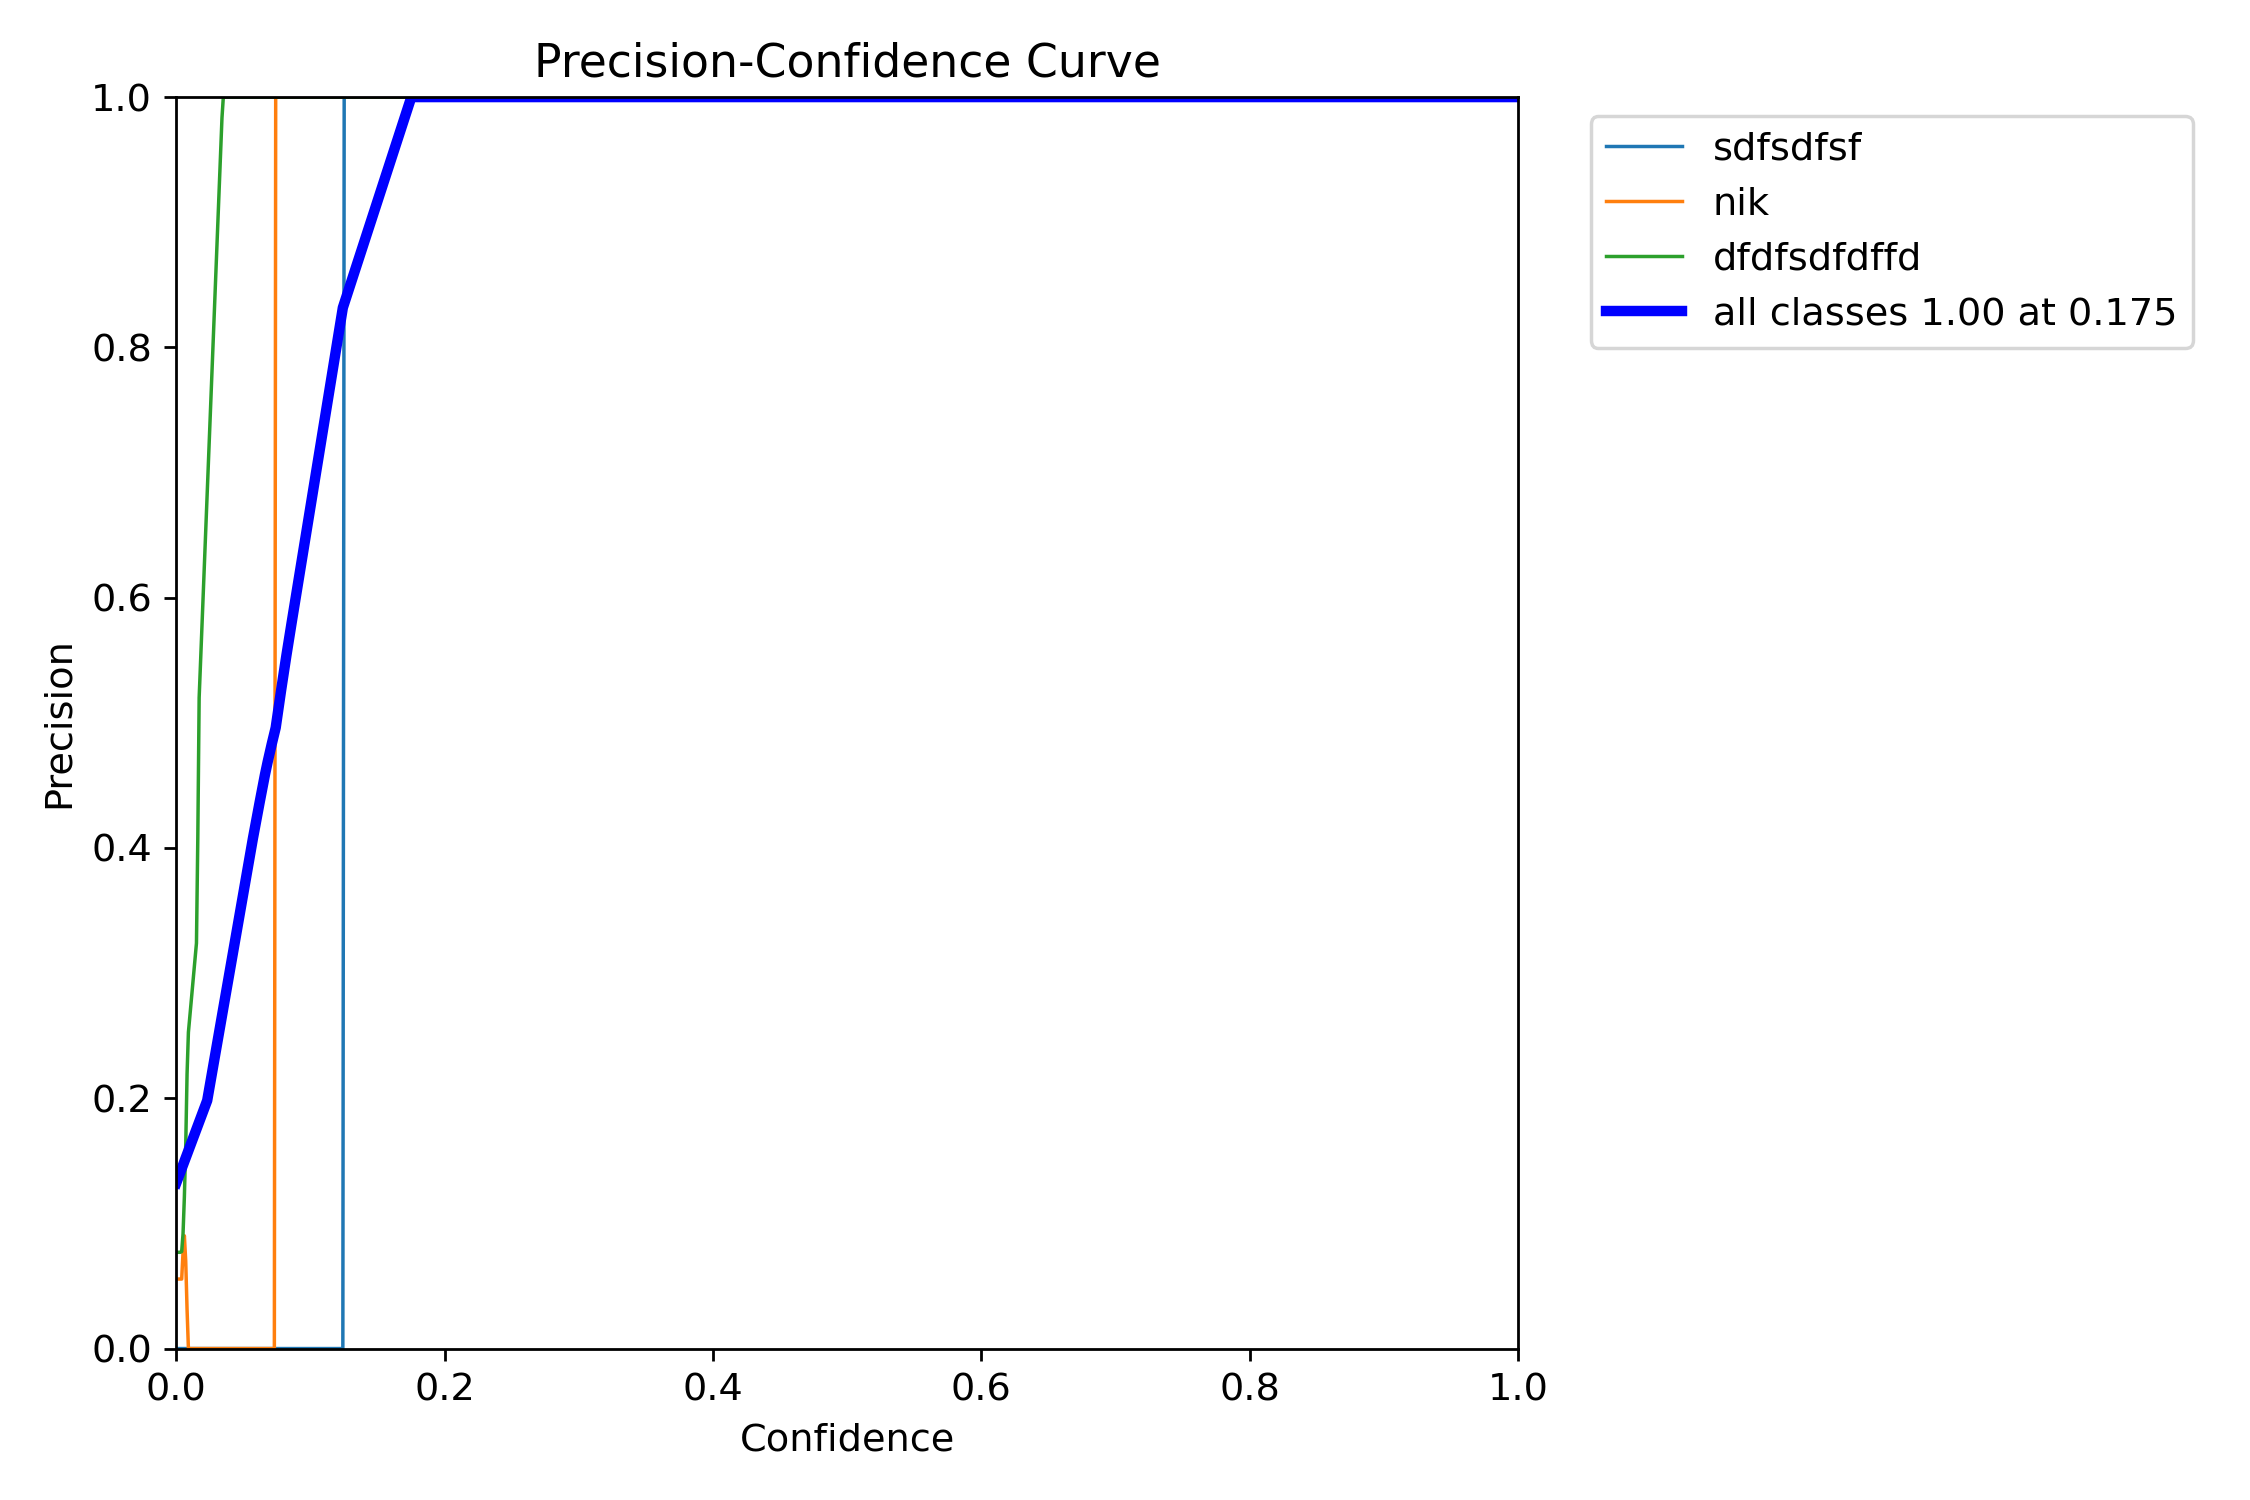 Precision-Confidence Curve
1.0
0.8
0.6
0.4
0.2
0.0
Precision
0.0 0.2 0.4 0.6 0.8 1.0
Confidence
sdfsdfsf
nik
dfdfsdfdffd
all classes 1.00 at 0.175